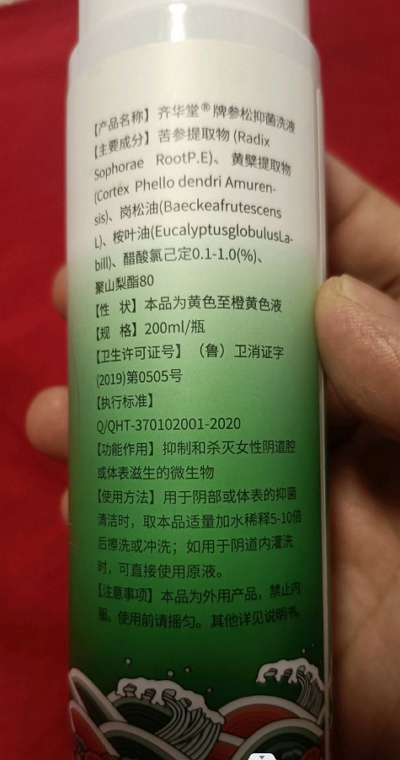 【产品名称】齐华堂®牌参松抑菌洗液
【主要成分】苦参提取物 (Radix
Sophorae RootP.E)、黄檗提取物
(Cortex Phello dendri Amuren-
sis)、岗松油(Baeckeafrutescens
L)、桉叶油(EucalyptusglobulusLa-
bill)、醋酸氯己定0.1-1.0(%)、
聚山梨酯80
【性 状】本品为黄色至橙黄色液
【规 格】200ml/瓶
【卫生许可证号】（鲁）卫消证字
(2019)第0505号
【执行标准】
Q/QHT-370102001-2020
【功能作用】抑制和杀灭女性阴道腔
或体表滋生的微生物
【使用方法】用于阴部或体表的抑菌
清洁时，取本品适量加水稀释5-10倍
后擦洗或冲洗；如用于阴道内灌洗
时，可直接使用原液。
【注意事项】本品为外用产品，禁止内
服。使用前请摇匀。其他详见说明书。